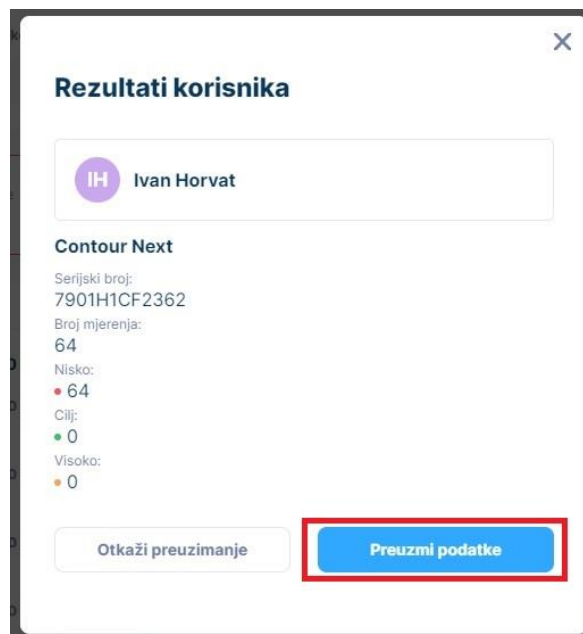 Rezultati korisnika
IH
Ivan Horvat
Contour Next
Serijski broj:
7901H1CF2362
Broj mjerenja:
64
Nisko:
64
Cilj:
0
Visoko:
0
Otkaži preuzimanje
Preuzmi podatke